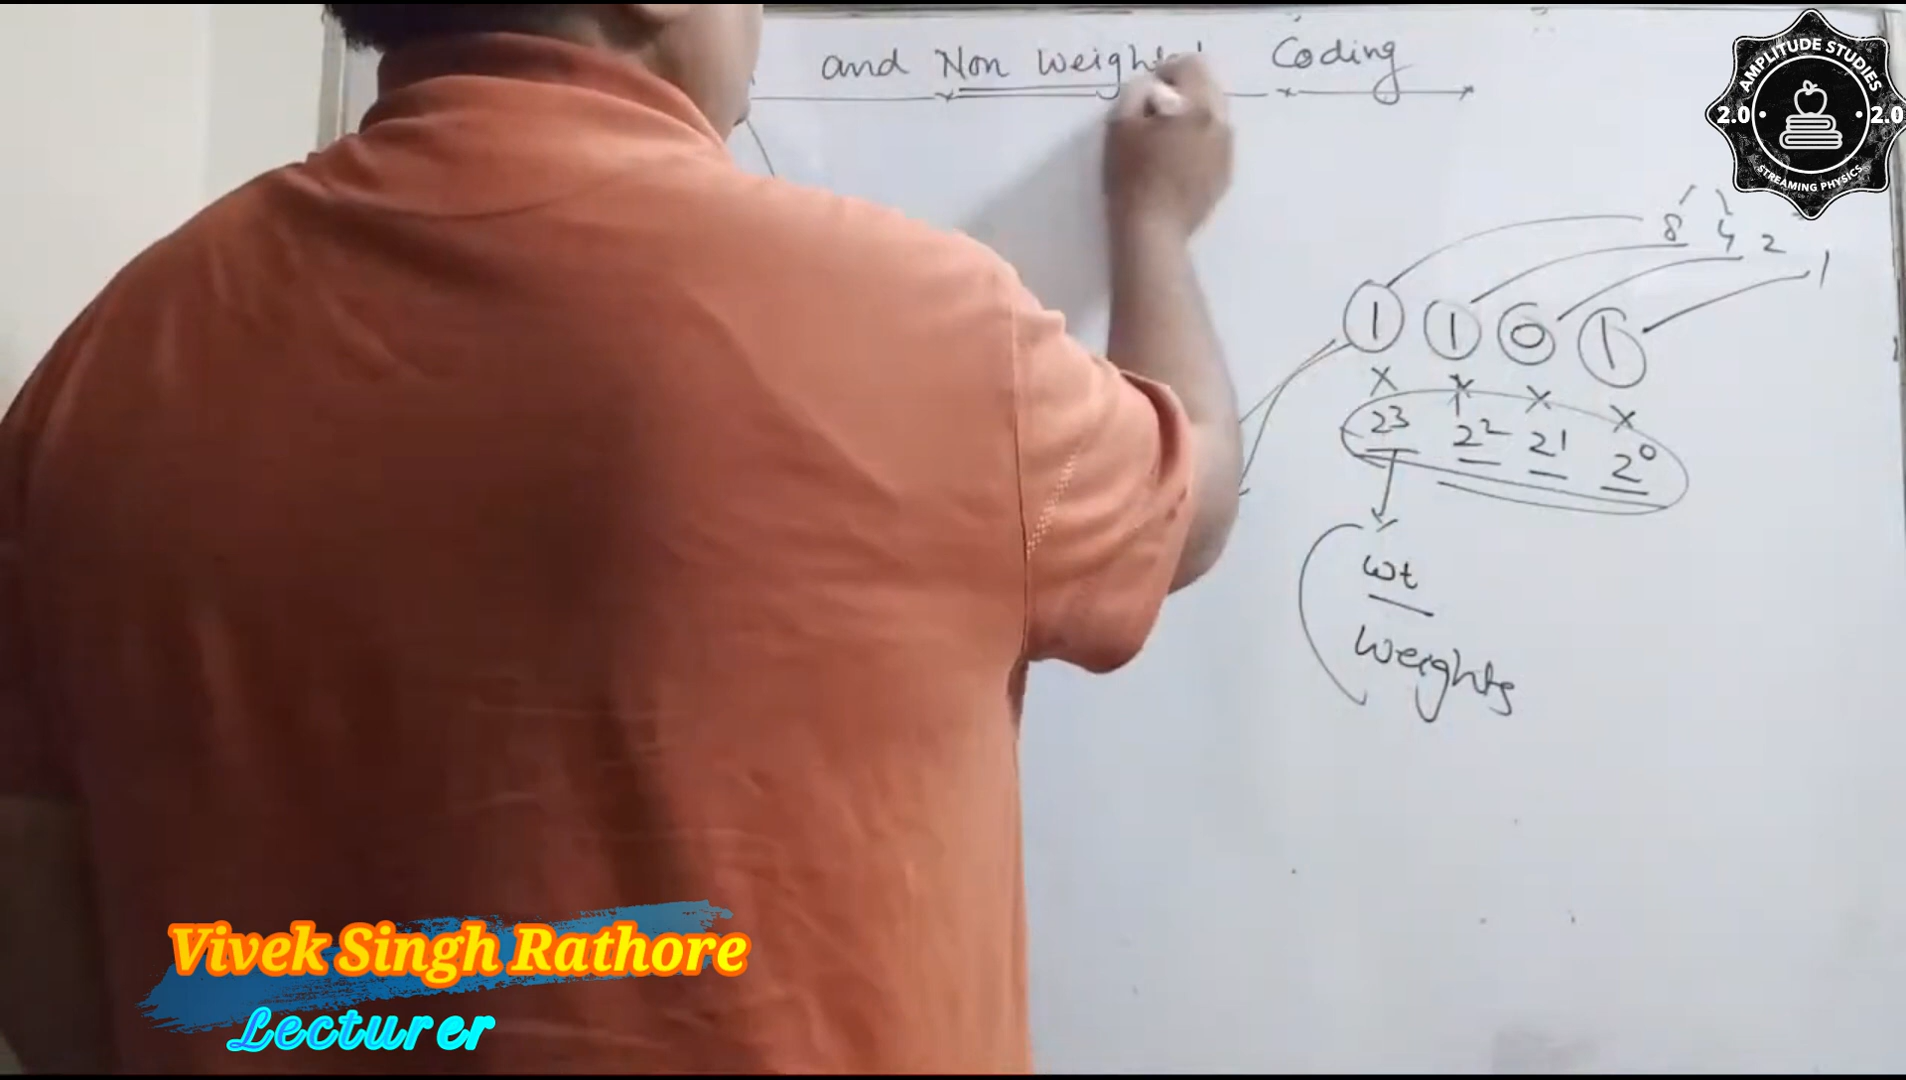 and Non Weighted Coding
AMPLITUDE STUDIES
2.0 2.0
STREAMING PHYSICS
8 4 2 1
1 1 0 1
× × × ×
2³ 2² 2¹ 2⁰
wt
Weights
Vivek Singh Rathore
Lecturer